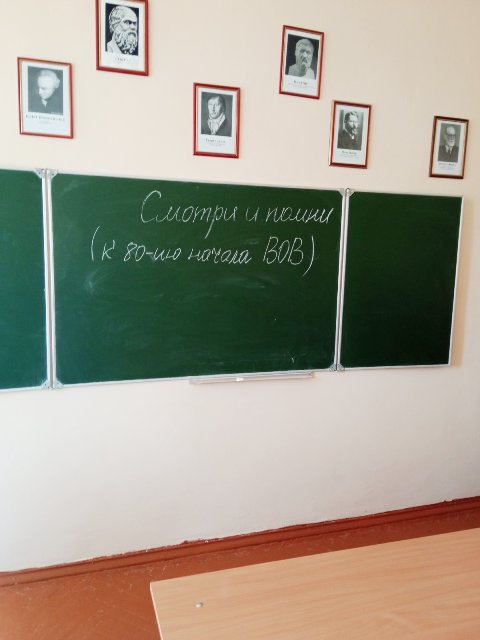 Смотри и помни
(к 80-ию начала ВОВ)